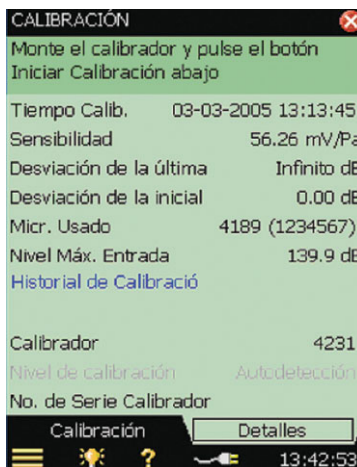 CALIBRACIÓN
Monte el calibrador y pulse el botón
Iniciar Calibración abajo
Tiempo Calib. 03-03-2005 13:13:45
Sensibilidad 56.26 mV/Pa
Desviación de la última Infinito dB
Desviación de la inicial 0.00 dB
Micr. Usado 4189 (1234567)
Nivel Máx. Entrada 139.9 dB
Historial de Calibració
Calibrador 4231
Nivel de calibración Autodetección
No. de Serie Calibrador
Calibración Detalles
? 13:42:53